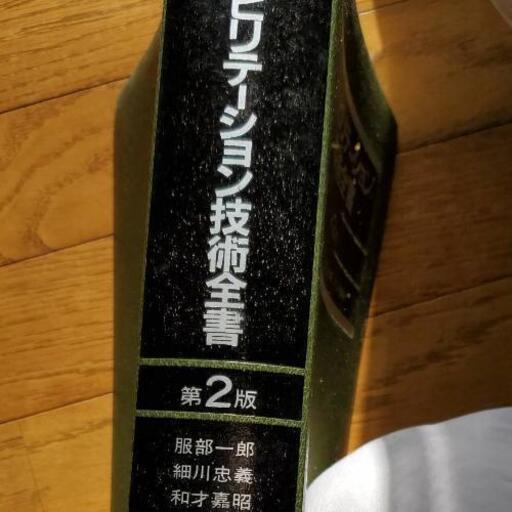 ビリテーション技術全書
第2版
服部一郎
細川忠義
和才嘉昭